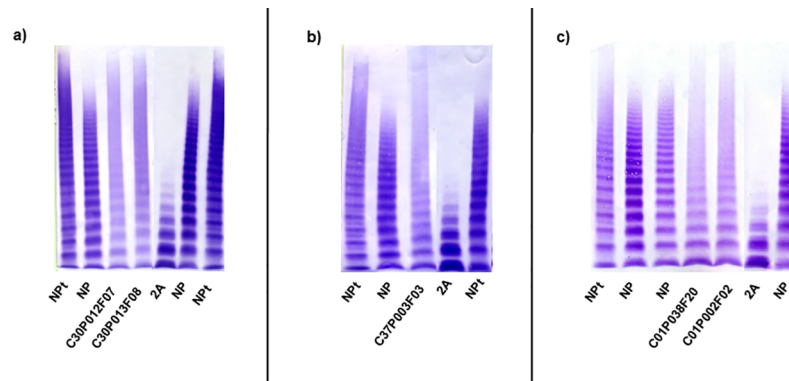 a)
NPt
NP
C30P012F07
C30P013F08
2A
NP
NPt
b)
NPt
NP
C37P003F03
2A
NPt
c)
NPt
NP
NP
C01P038F20
C01P002F02
2A
NP